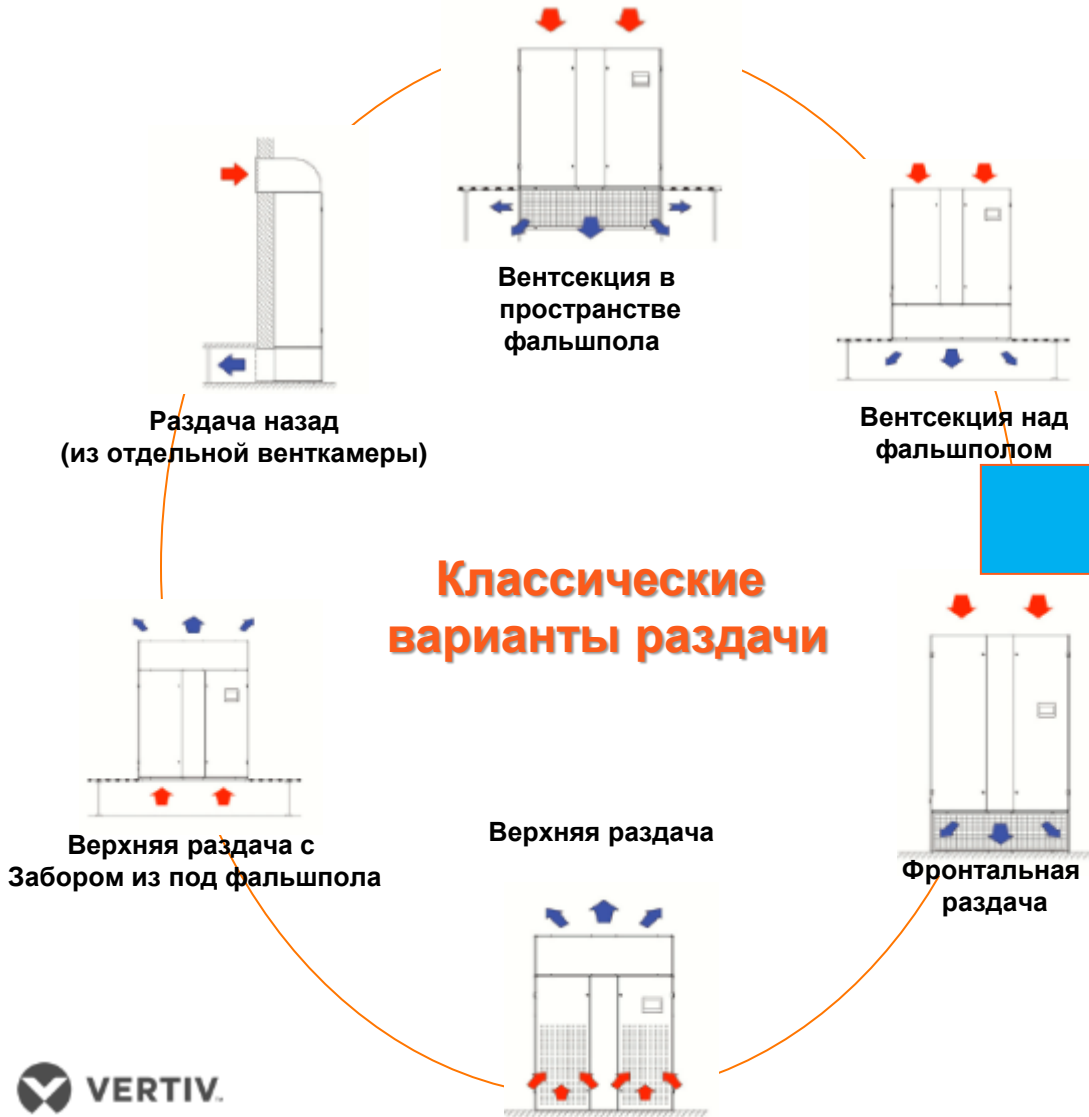 Вентсекция в
пространстве
фальшпола
Раздача назад
(из отдельной венткамеры)
Вентсекция над
фальшполом
Классические
варианты раздачи
Верхняя раздача с
Забором из под фальшпола
Верхняя раздача
Фронтальная
раздача
VERTIV™